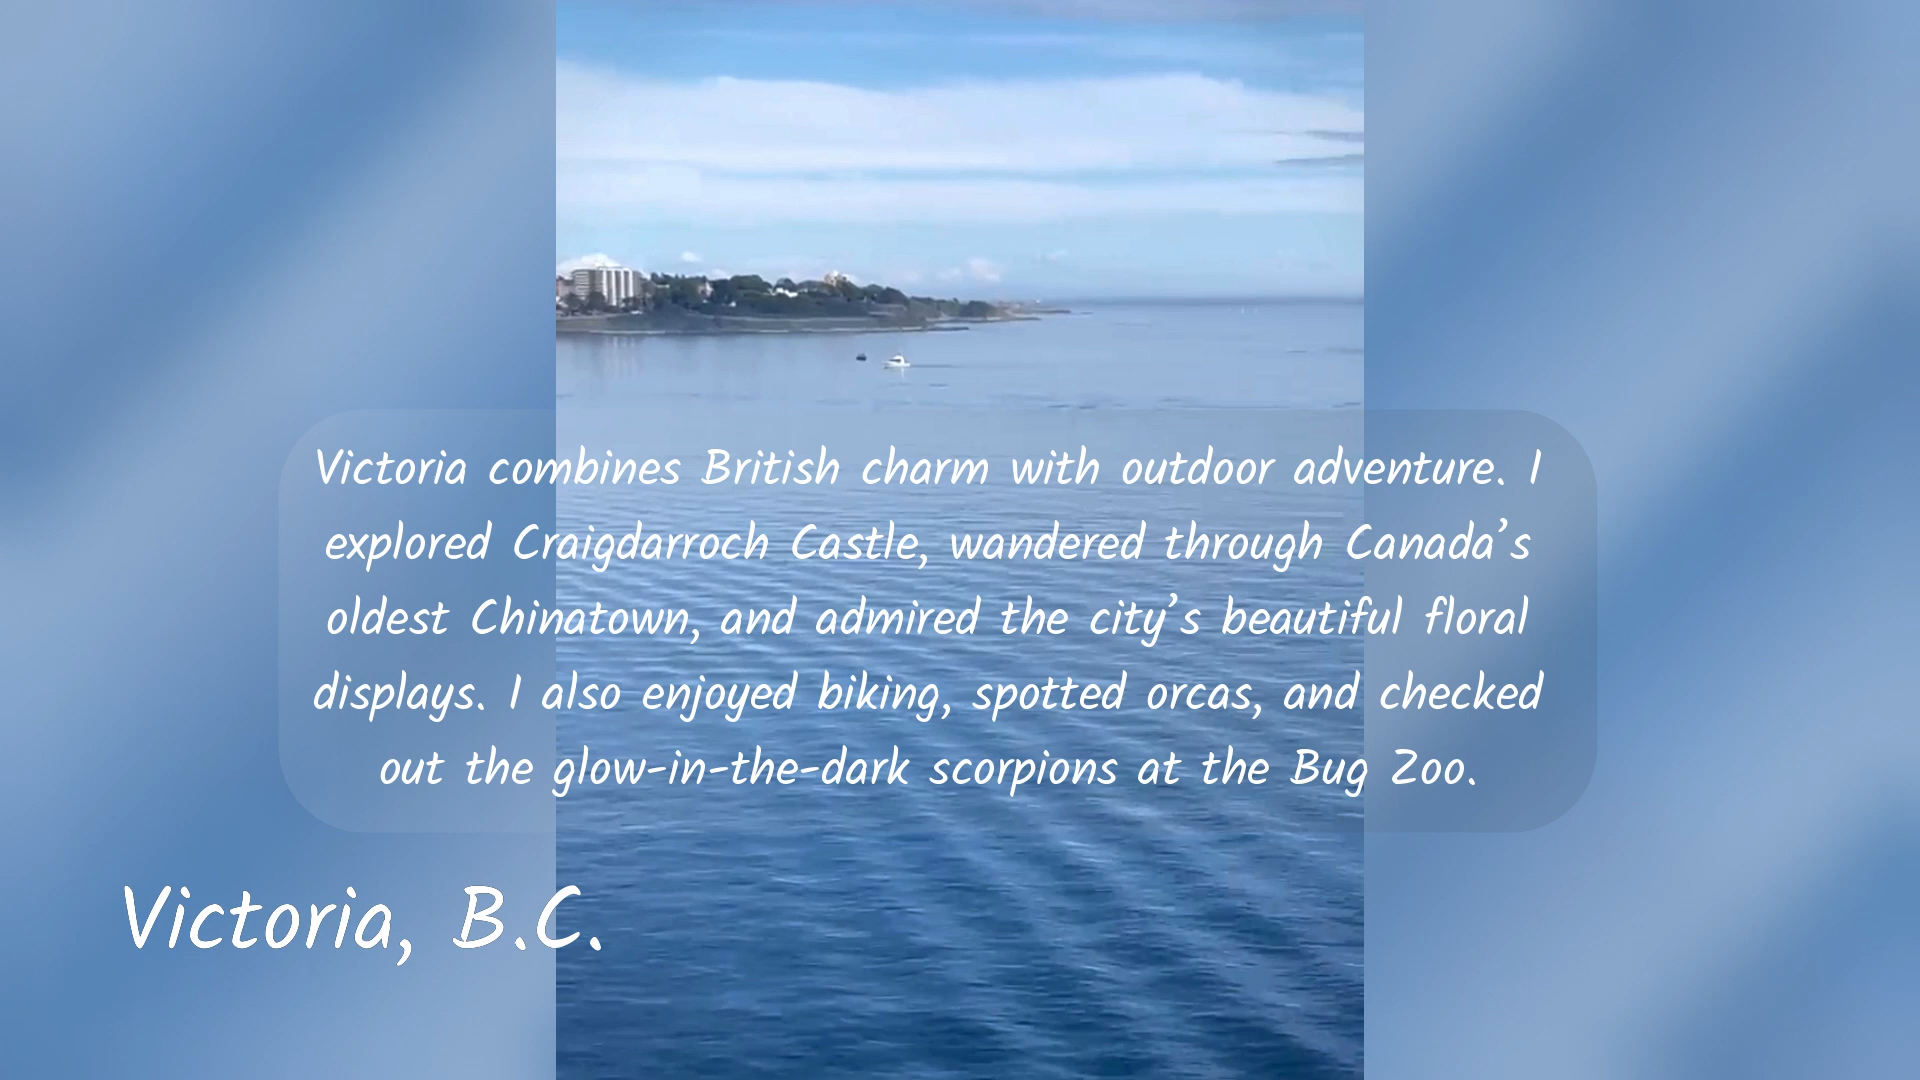 Victoria combines British charm with outdoor adventure. I
explored Craigdarroch Castle, wandered through Canada’s
oldest Chinatown, and admired the city’s beautiful floral
displays. I also enjoyed biking, spotted orcas, and checked
out the glow-in-the-dark scorpions at the Bug Zoo.
Victoria, B.C.